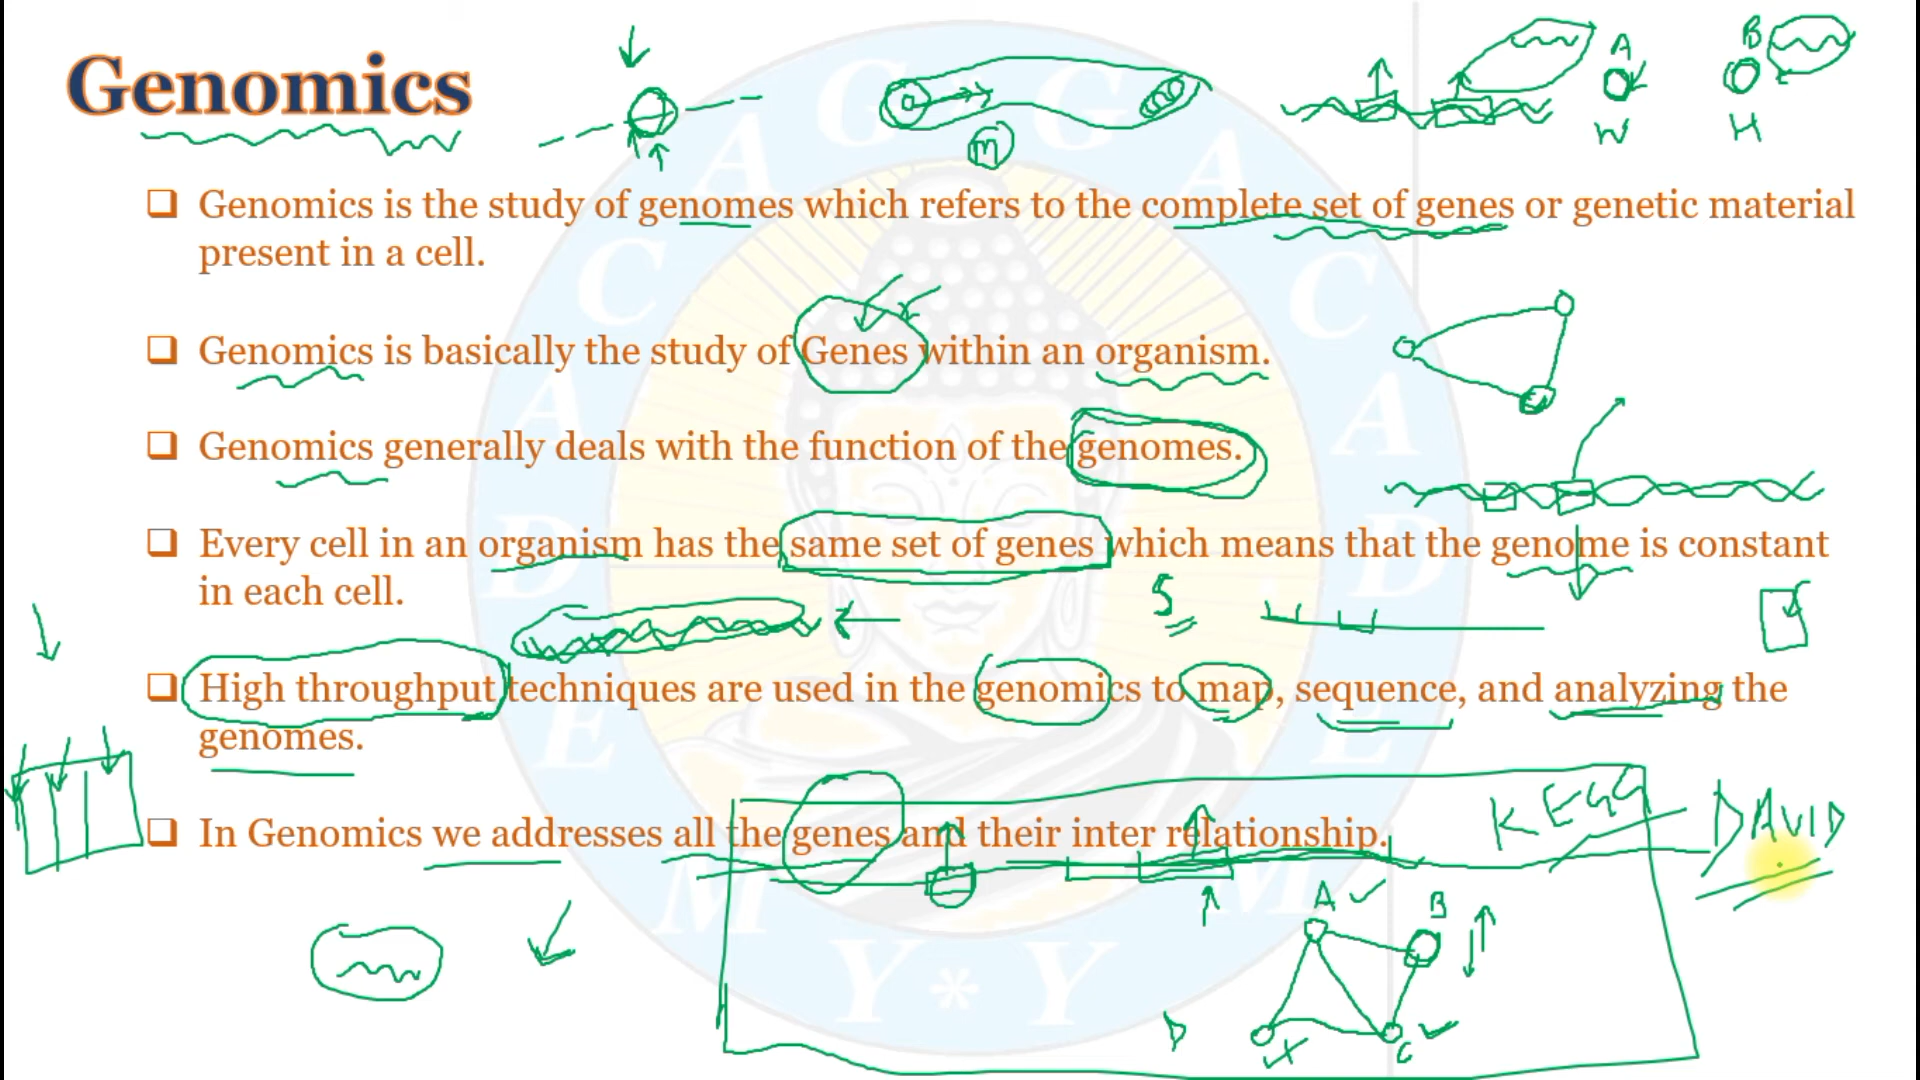 Genomics
A
B
W
H
m
Genomics is the study of genomes which refers to the complete set of genes or genetic material
present in a cell.
Genomics is basically the study of Genes within an organism.
Genomics generally deals with the function of the genomes.
Every cell in an organism has the same set of genes which means that the genome is constant
in each cell.
5
High throughput techniques are used in the genomics to map, sequence, and analyzing the
genomes.
KEGG
DAVID
In Genomics we addresses all the genes and their inter relationship.
A
B
D
C
GAGGA ACADEMY * Y